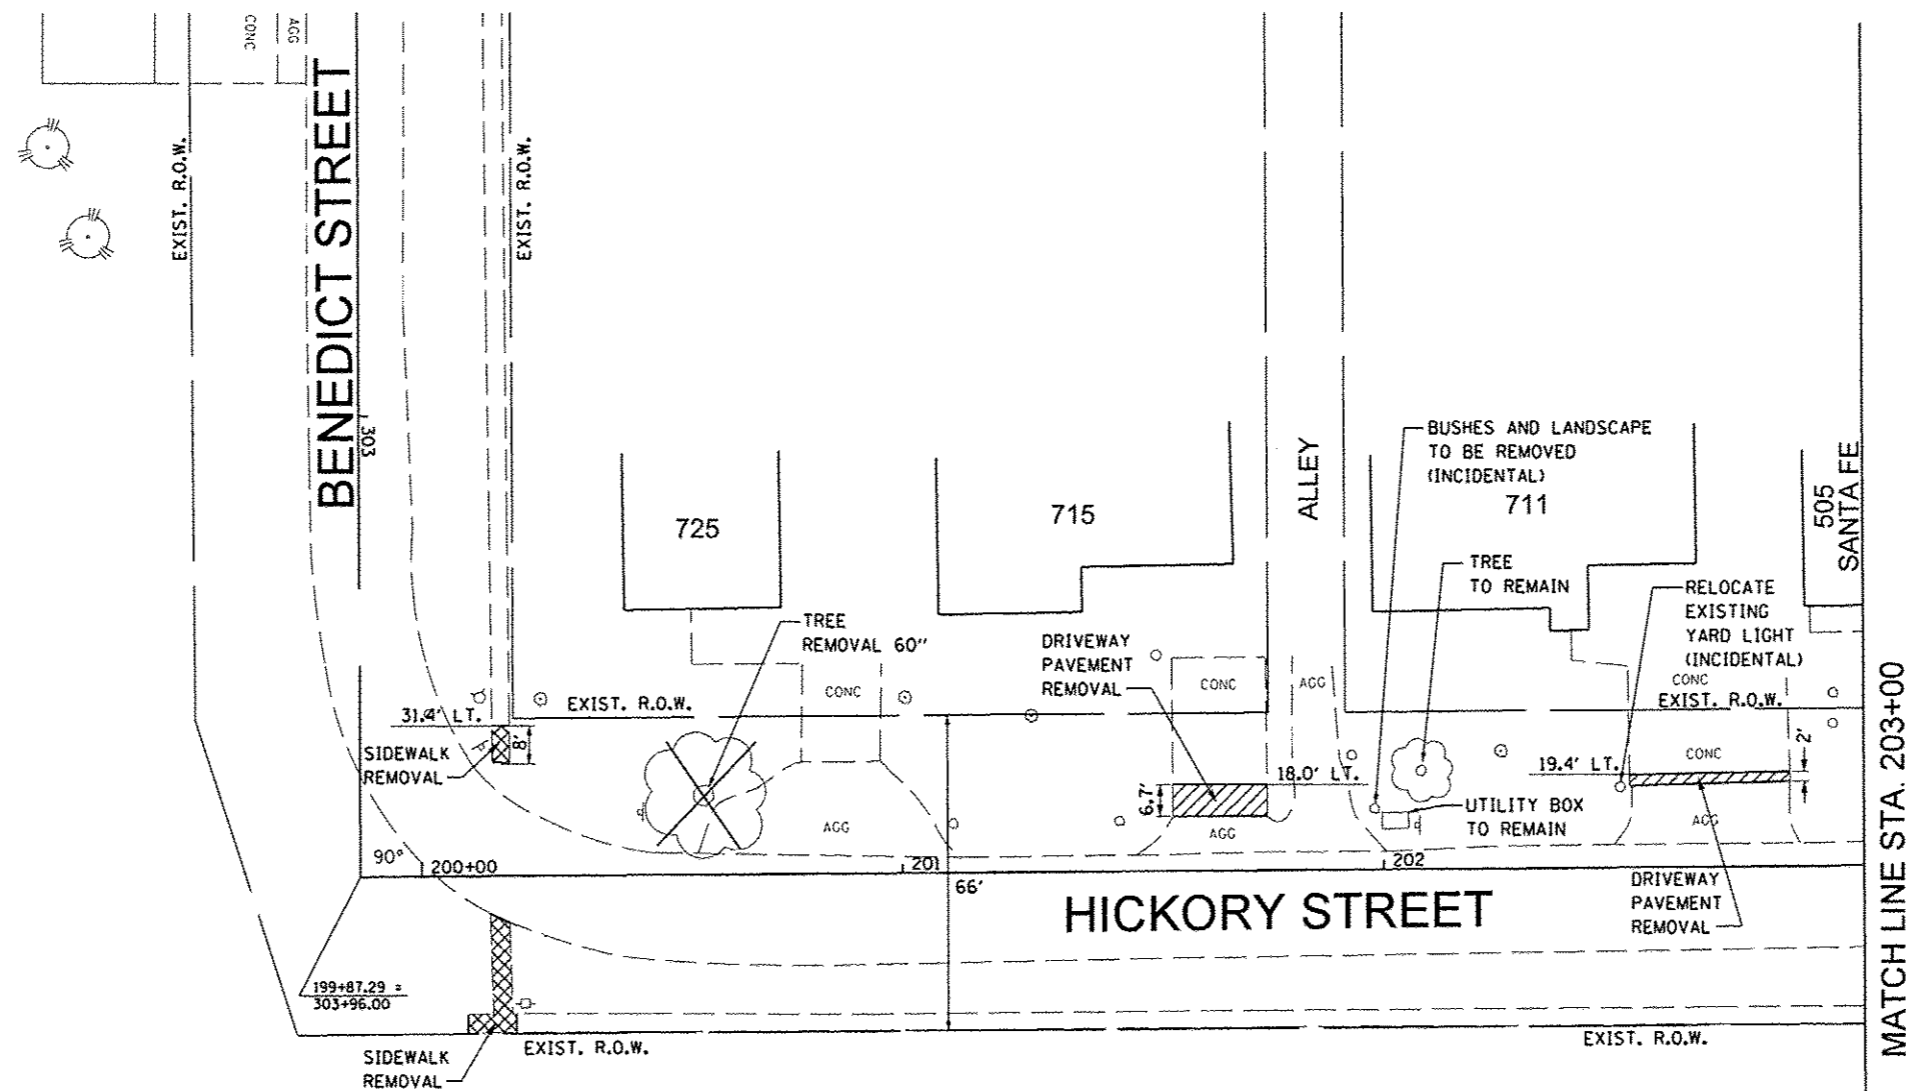 CONC
AGG
EXIST. R.O.W.
BENEDICT STREET
303
EXIST. R.O.W.
725
715
ALLEY
BUSHES AND LANDSCAPE
TO BE REMOVED
(INCIDENTAL)
711
505
SANTA FE
TREE
TO REMAIN
RELOCATE
EXISTING
YARD LIGHT
(INCIDENTAL)
TREE
REMOVAL 60"
DRIVEWAY
PAVEMENT
REMOVAL
CONC
CONC
AGG
CONC
EXIST. R.O.W.
EXIST. R.O.W.
31.4' LT.
8'
SIDEWALK
REMOVAL
18.0' LT.
6.7'
19.4' LT.
CONC
2'
UTILITY BOX
TO REMAIN
AGG
AGG
AGG
90°
200+00
201
202
66'
HICKORY STREET
DRIVEWAY
PAVEMENT
REMOVAL
MATCH LINE STA. 203+00
199+87.29 =
303+96.00
SIDEWALK
REMOVAL
EXIST. R.O.W.
EXIST. R.O.W.